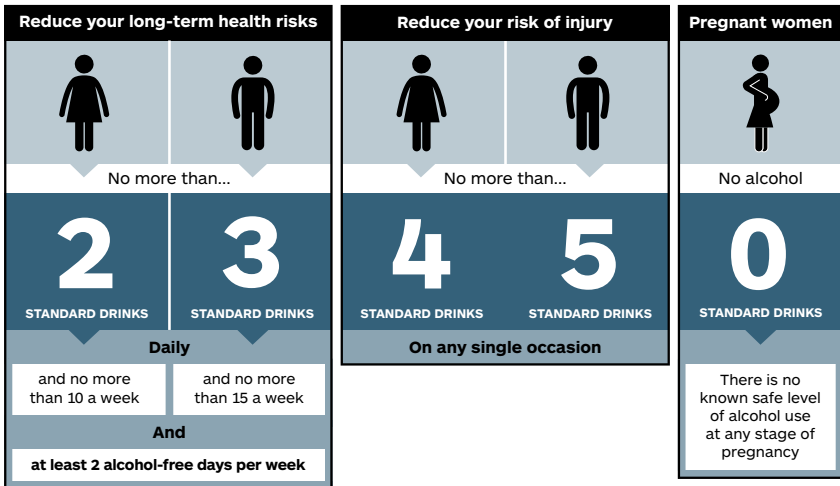 Reduce your long-term health risks
No more than...
2
STANDARD DRINKS
3
STANDARD DRINKS
Daily
and no more
than 10 a week
and no more
than 15 a week
And
at least 2 alcohol-free days per week
Reduce your risk of injury
No more than...
4
STANDARD DRINKS
5
STANDARD DRINKS
On any single occasion
Pregnant women
No alcohol
0
STANDARD DRINKS
There is no
known safe level
of alcohol use
at any stage of
pregnancy